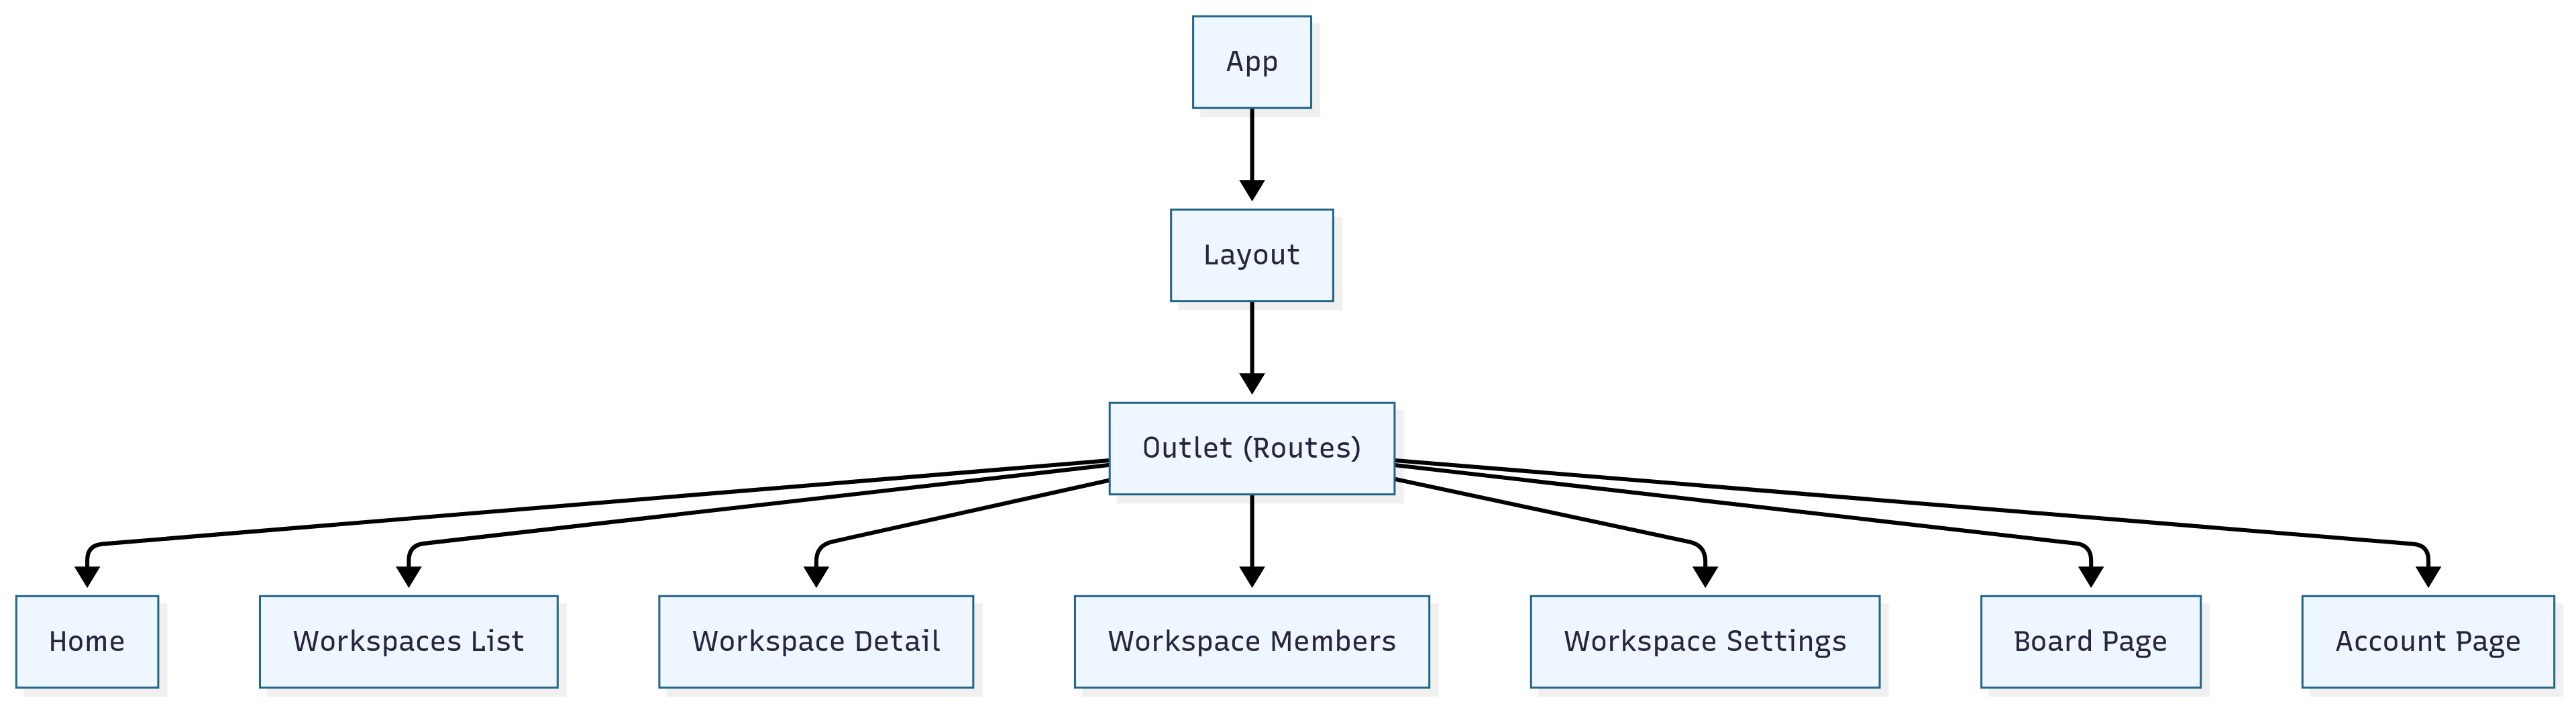 App
Layout
Outlet (Routes)
Home
Workspaces List
Workspace Detail
Workspace Members
Workspace Settings
Board Page
Account Page